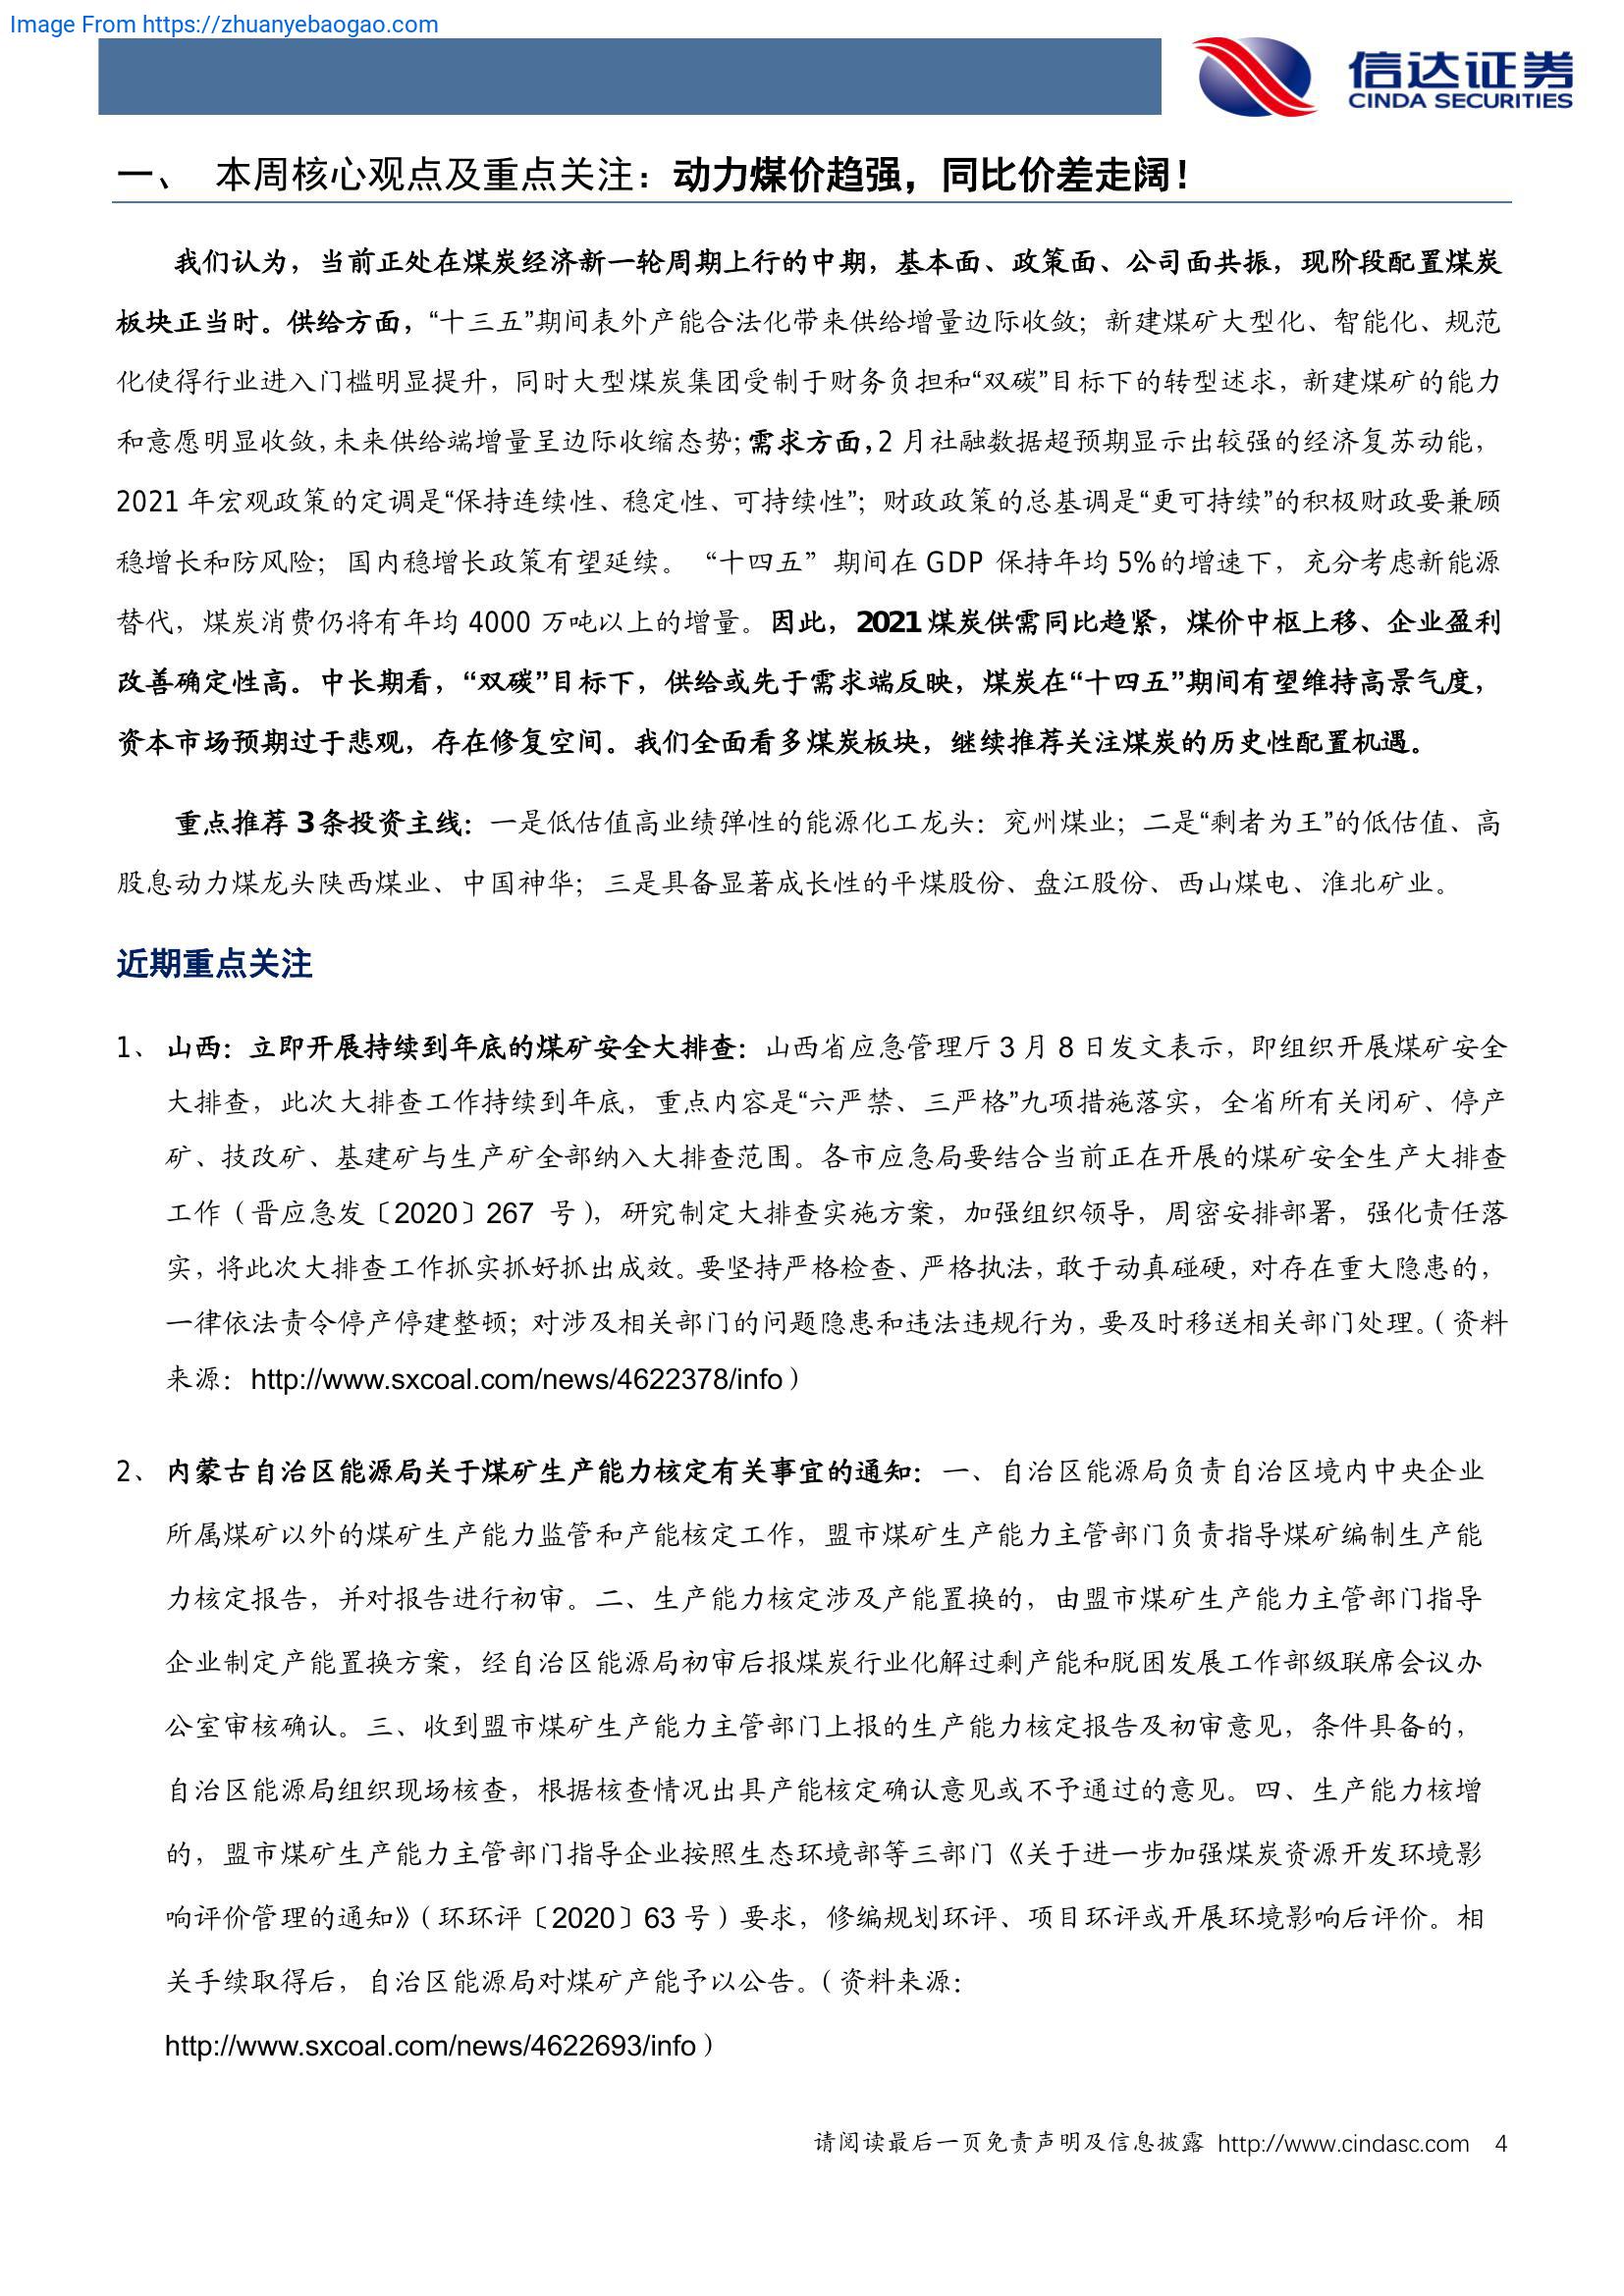 Image From https://zhuanyebaogao.com
信达证券
CINDA SECURITIES
一、 本周核心观点及重点关注：动力煤价趋强，同比价差走阔！
我们认为，当前正处在煤炭经济新一轮周期上行的中期，基本面、政策面、公司面共振，现阶段配置煤炭
板块正当时。供给方面，“十三五”期间表外产能合法化带来供给增量边际收敛；新建煤矿大型化、智能化、规范
化使得行业进入门槛明显提升，同时大型煤炭集团受制于财务负担和“双碳”目标下的转型述求，新建煤矿的能力
和意愿明显收敛，未来供给端增量呈边际收缩态势；需求方面，2 月社融数据超预期显示出较强的经济复苏动能，
2021 年宏观政策的定调是“保持连续性、稳定性、可持续性”；财政政策的总基调是“更可持续”的积极财政要兼顾
稳增长和防风险；国内稳增长政策有望延续。 “十四五” 期间在 GDP 保持年均 5%的增速下，充分考虑新能源
替代，煤炭消费仍将有年均 4000 万吨以上的增量。因此，2021 煤炭供需同比趋紧，煤价中枢上移、企业盈利
改善确定性高。中长期看，“双碳”目标下，供给或先于需求端反映，煤炭在“十四五”期间有望维持高景气度，
资本市场预期过于悲观，存在修复空间。我们全面看多煤炭板块，继续推荐关注煤炭的历史性配置机遇。
重点推荐 3 条投资主线：一是低估值高业绩弹性的能源化工龙头：兖州煤业；二是“剩者为王”的低估值、高
股息动力煤龙头陕西煤业、中国神华；三是具备显著成长性的平煤股份、盘江股份、西山煤电、淮北矿业。
近期重点关注
1、 山西：立即开展持续到年底的煤矿安全大排查：山西省应急管理厅 3 月 8 日发文表示，即组织开展煤矿安全
大排查，此次大排查工作持续到年底，重点内容是“六严禁、三严格”九项措施落实，全省所有关闭矿、停产
矿、技改矿、基建矿与生产矿全部纳入大排查范围。各市应急局要结合当前正在开展的煤矿安全生产大排查
工作（晋应急发〔2020〕267 号），研究制定大排查实施方案，加强组织领导，周密安排部署，强化责任落
实，将此次大排查工作抓实抓好抓出成效。要坚持严格检查、严格执法，敢于动真碰硬，对存在重大隐患的，
一律依法责令停产停建整顿；对涉及相关部门的问题隐患和违法违规行为，要及时移送相关部门处理。（资料
来源：http://www.sxcoal.com/news/4622378/info）
2、 内蒙古自治区能源局关于煤矿生产能力核定有关事宜的通知：一、自治区能源局负责自治区境内中央企业
所属煤矿以外的煤矿生产能力监管和产能核定工作，盟市煤矿生产能力主管部门负责指导煤矿编制生产能
力核定报告，并对报告进行初审。二、生产能力核定涉及产能置换的，由盟市煤矿生产能力主管部门指导
企业制定产能置换方案，经自治区能源局初审后报煤炭行业化解过剩产能和脱困发展工作部级联席会议办
公室审核确认。三、收到盟市煤矿生产能力主管部门上报的生产能力核定报告及初审意见，条件具备的，
自治区能源局组织现场核查，根据核查情况出具产能核定确认意见或不予通过的意见。四、生产能力核增
的，盟市煤矿生产能力主管部门指导企业按照生态环境部等三部门《关于进一步加强煤炭资源开发环境影
响评价管理的通知》（环环评〔2020〕63 号）要求，修编规划环评、项目环评或开展环境影响后评价。相
关手续取得后，自治区能源局对煤矿产能予以公告。（资料来源：
http://www.sxcoal.com/news/4622693/info）
请阅读最后一页免责声明及信息披露 http://www.cindasc.com 4